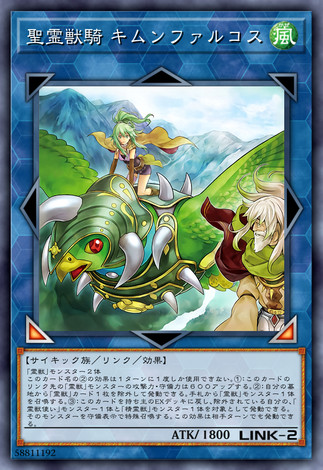 聖霊獣騎 キムンファルコス
風
【サイキック族／リンク／効果】
「霊獣」モンスター２体
このカード名の②の効果は１ターンに１度しか使用できない。①：このカードの
リンク先の「霊獣」モンスターの攻撃力・守備力は６００アップする。②：自分の墓
地から「霊獣」カード１枚を除外して発動できる。手札から「霊獣」モンスター１体
を召喚する。③：このカードを持ち主のEXデッキに戻し、除外されている自分の、「
霊獣使い」モンスター１体と「精霊獣」モンスター１体を対象として発動できる。
そのモンスターを守備表示で特殊召喚する。この効果は相手ターンでも発動できる。
ATK/1800 LINK-2
58811192